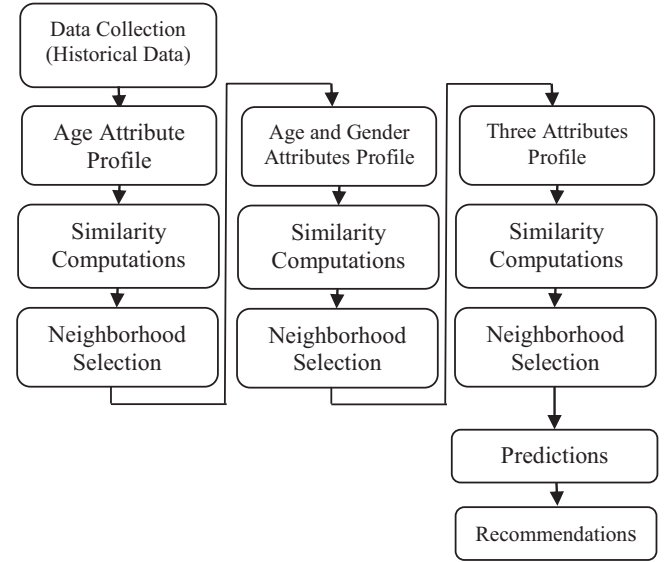 Data Collection
(Historical Data)
Age Attribute
Profile
Similarity
Computations
Neighborhood
Selection
Age and Gender
Attributes Profile
Similarity
Computations
Neighborhood
Selection
Three Attributes
Profile
Similarity
Computations
Neighborhood
Selection
Predictions
Recommendations